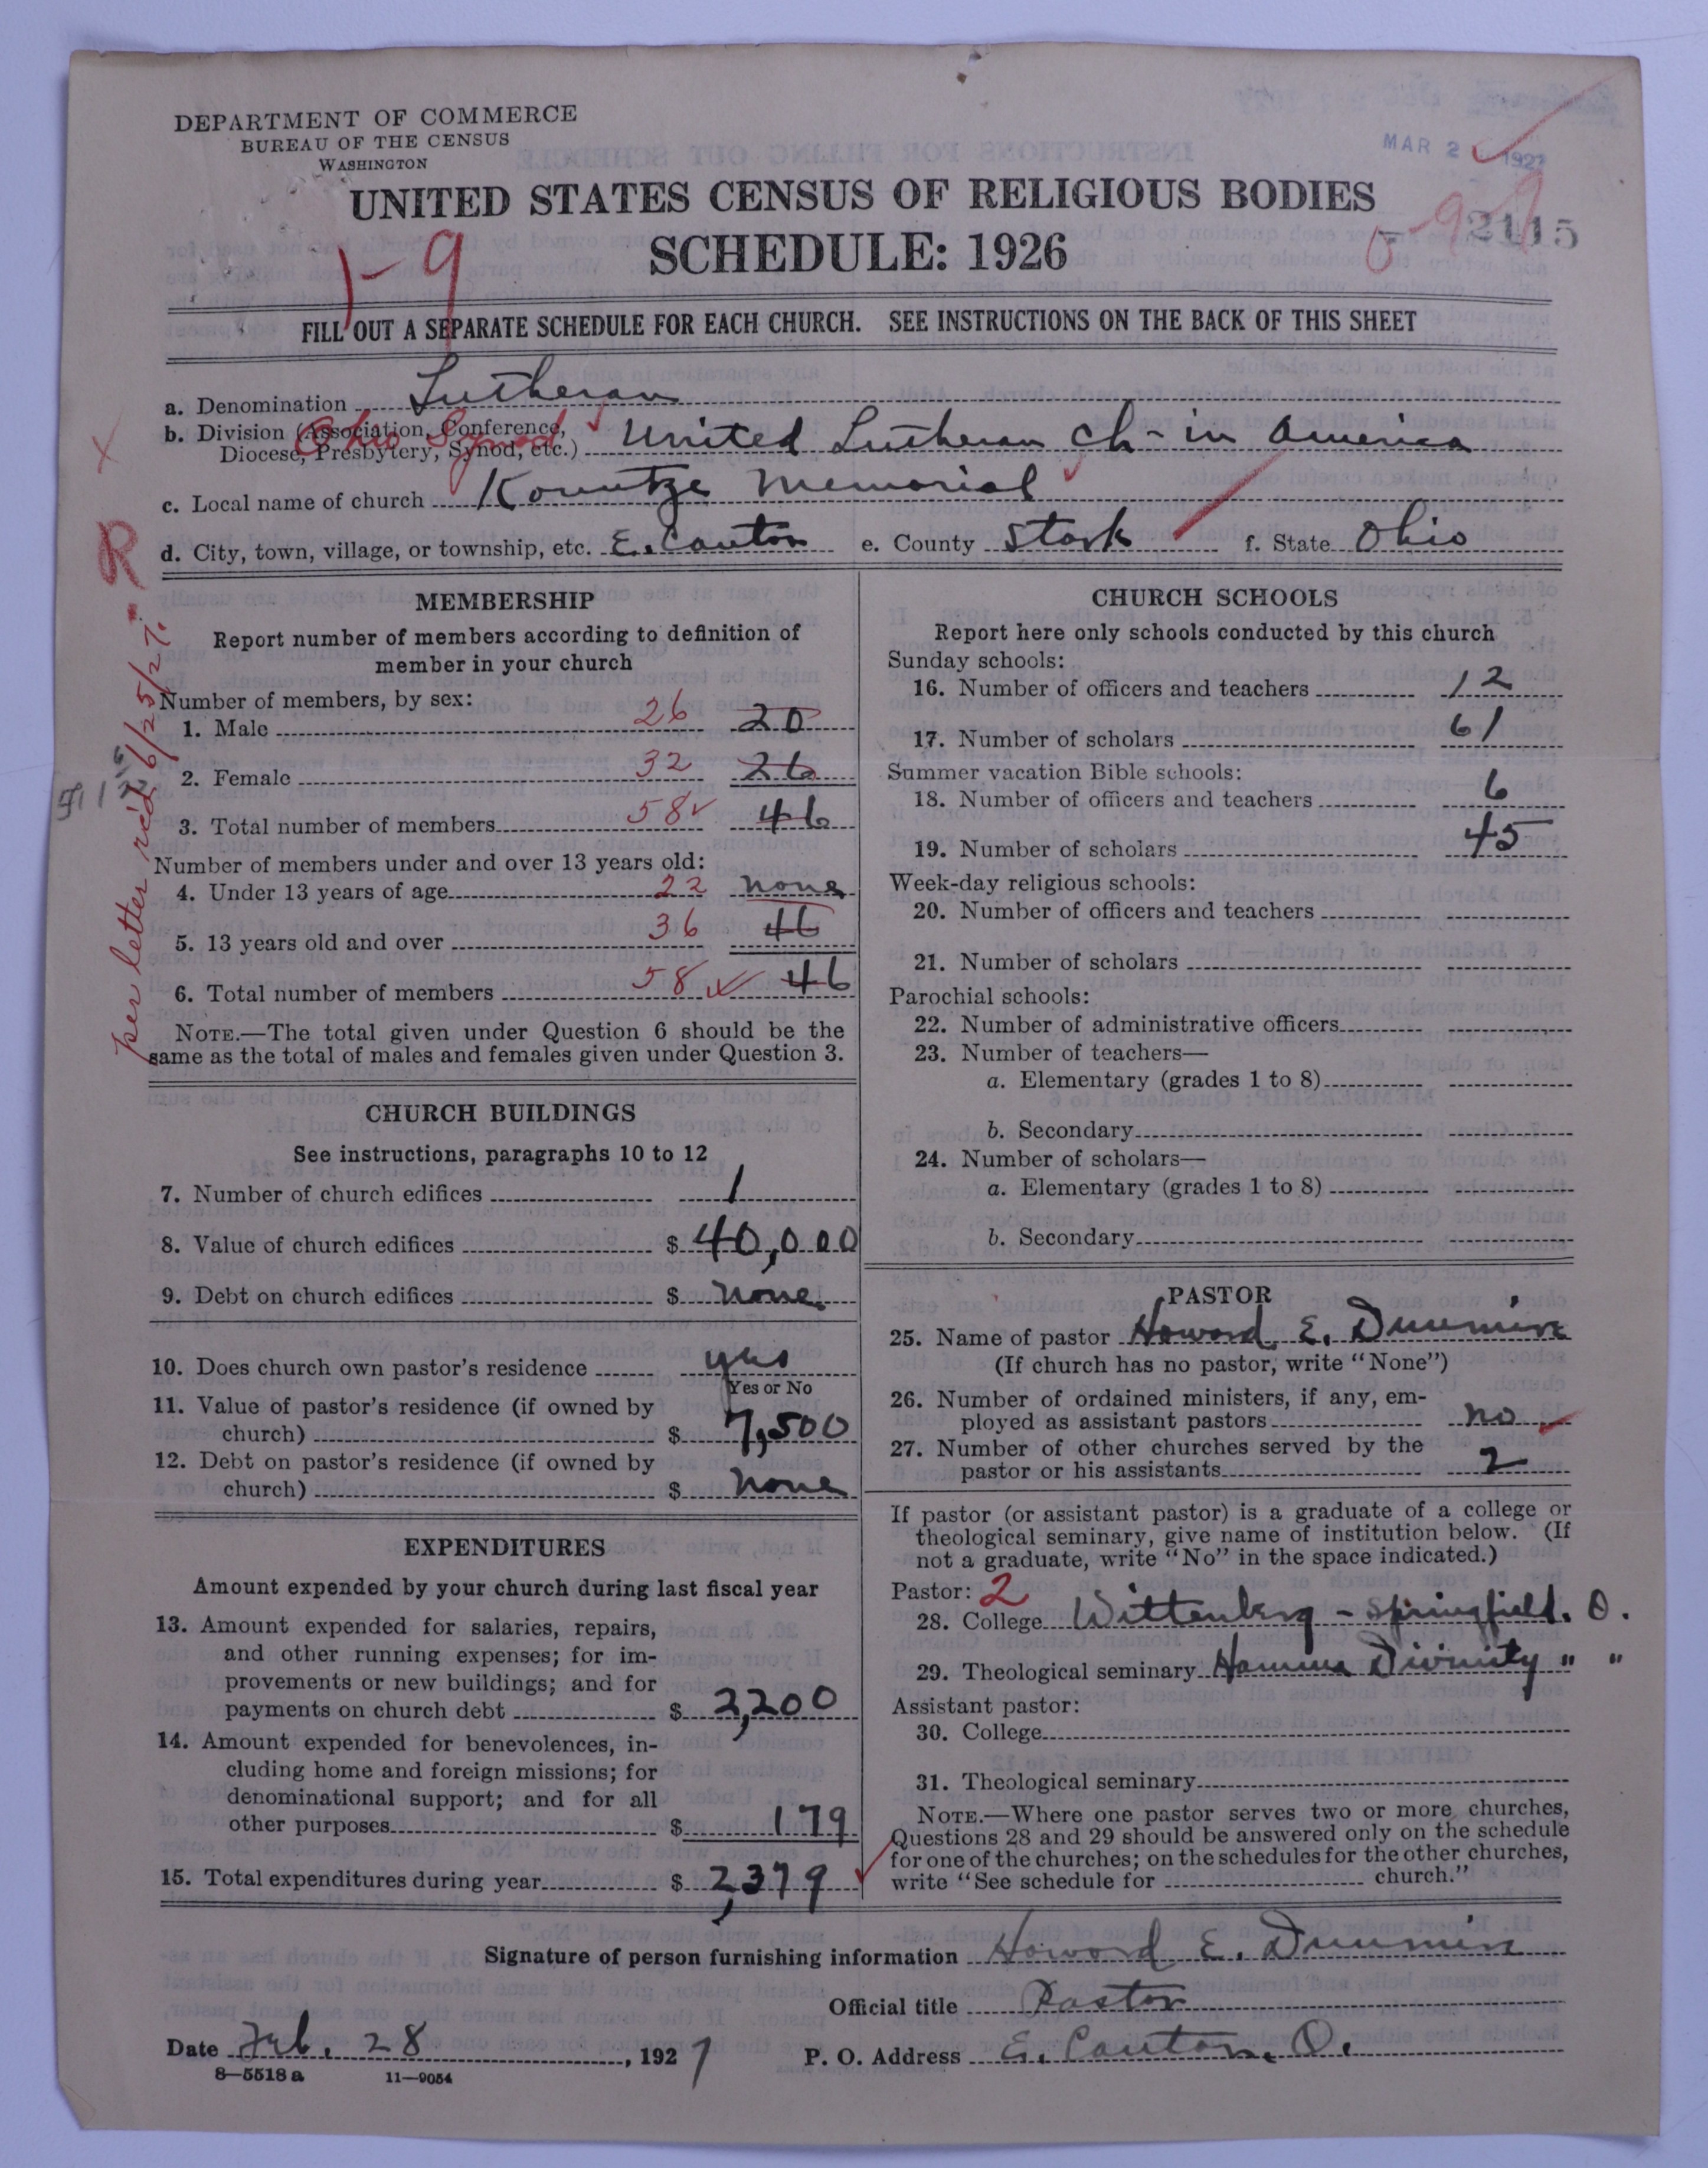 DEPARTMENT OF COMMERCE
BUREAU OF THE CENSUS
WASHINGTON
MAR 2 1927
UNITED STATES CENSUS OF RELIGIOUS BODIES
SCHEDULE: 1926
1-9
2115
FILL OUT A SEPARATE SCHEDULE FOR EACH CHURCH. SEE INSTRUCTIONS ON THE BACK OF THIS SHEET
a. Denomination Lutheran
b. Division (Association, Conference, Diocese, Presbytery, Synod, etc.) Ohio Synod United Lutheran Ch- in America
c. Local name of church Kountze Memorial
d. City, town, village, or township, etc. E. Canton e. County Stark f. State Ohio
R
per letter rec'd 6/25/27.
MEMBERSHIP
Report number of members according to definition of
member in your church
Number of members, by sex:
1. Male 26 20
2. Female 32 26
3. Total number of members 58 46
Number of members under and over 13 years old:
4. Under 13 years of age 22 none
5. 13 years old and over 36 46
6. Total number of members 58 46
NOTE.—The total given under Question 6 should be the
same as the total of males and females given under Question 3.
CHURCH BUILDINGS
See instructions, paragraphs 10 to 12
7. Number of church edifices 1
8. Value of church edifices $ 40,000
9. Debt on church edifices $ none
10. Does church own pastor's residence yes
Yes or No
11. Value of pastor's residence (if owned by
church) $ 7,500
12. Debt on pastor's residence (if owned by
church) $ none
EXPENDITURES
Amount expended by your church during last fiscal year
13. Amount expended for salaries, repairs,
and other running expenses; for im-
provements or new buildings; and for
payments on church debt $ 2,200
14. Amount expended for benevolences, in-
cluding home and foreign missions; for
denominational support; and for all
other purposes $ 179
15. Total expenditures during year $ 2,379
CHURCH SCHOOLS
Report here only schools conducted by this church
Sunday schools:
16. Number of officers and teachers 12
17. Number of scholars 61
Summer vacation Bible schools:
18. Number of officers and teachers 6
19. Number of scholars 45
Week-day religious schools:
20. Number of officers and teachers
21. Number of scholars
Parochial schools:
22. Number of administrative officers
23. Number of teachers—
a. Elementary (grades 1 to 8)
b. Secondary
24. Number of scholars—
a. Elementary (grades 1 to 8)
b. Secondary
PASTOR
25. Name of pastor Howard E. Dunmire
(If church has no pastor, write "None")
26. Number of ordained ministers, if any, em-
ployed as assistant pastors no
27. Number of other churches served by the
pastor or his assistants 2
If pastor (or assistant pastor) is a graduate of a college or
theological seminary, give name of institution below. (If
not a graduate, write "No" in the space indicated.)
Pastor: 2
28. College Wittenberg - Springfield. O.
29. Theological seminary Hamma Divinity " "
Assistant pastor:
30. College
31. Theological seminary
NOTE.—Where one pastor serves two or more churches,
Questions 28 and 29 should be answered only on the schedule
for one of the churches; on the schedules for the other churches,
write "See schedule for church."
Signature of person furnishing information Howard E. Dunmire
Official title Pastor
Date Feb. 28, 1927 P. O. Address E. Canton, O.
8—5518 a 11—9054